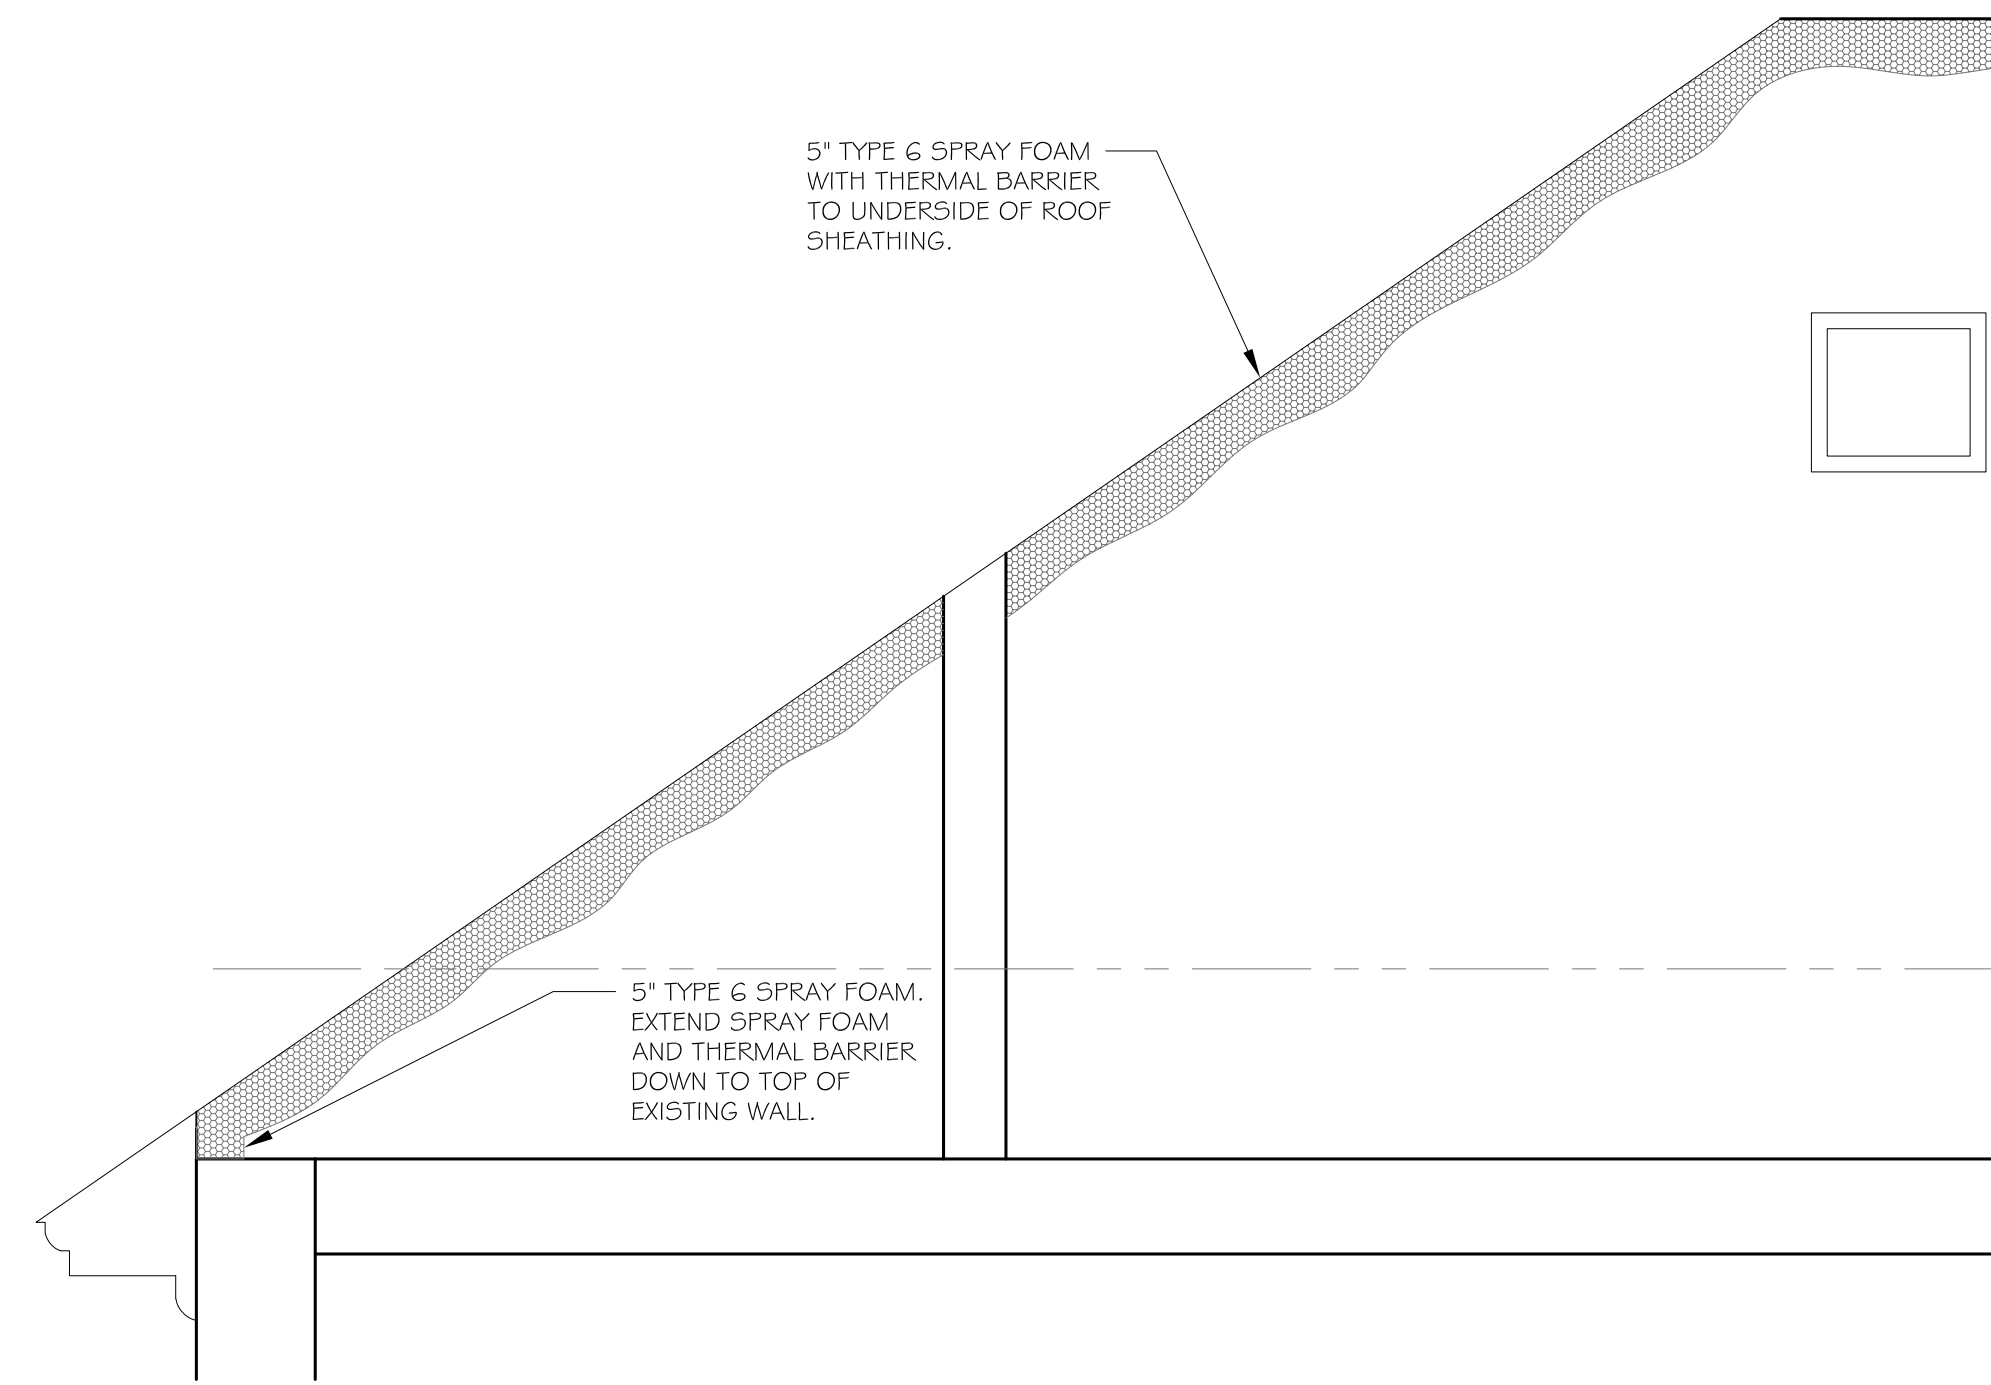 5" TYPE 6 SPRAY FOAM
WITH THERMAL BARRIER
TO UNDERSIDE OF ROOF
SHEATHING.
5" TYPE 6 SPRAY FOAM.
EXTEND SPRAY FOAM
AND THERMAL BARRIER
DOWN TO TOP OF
EXISTING WALL.